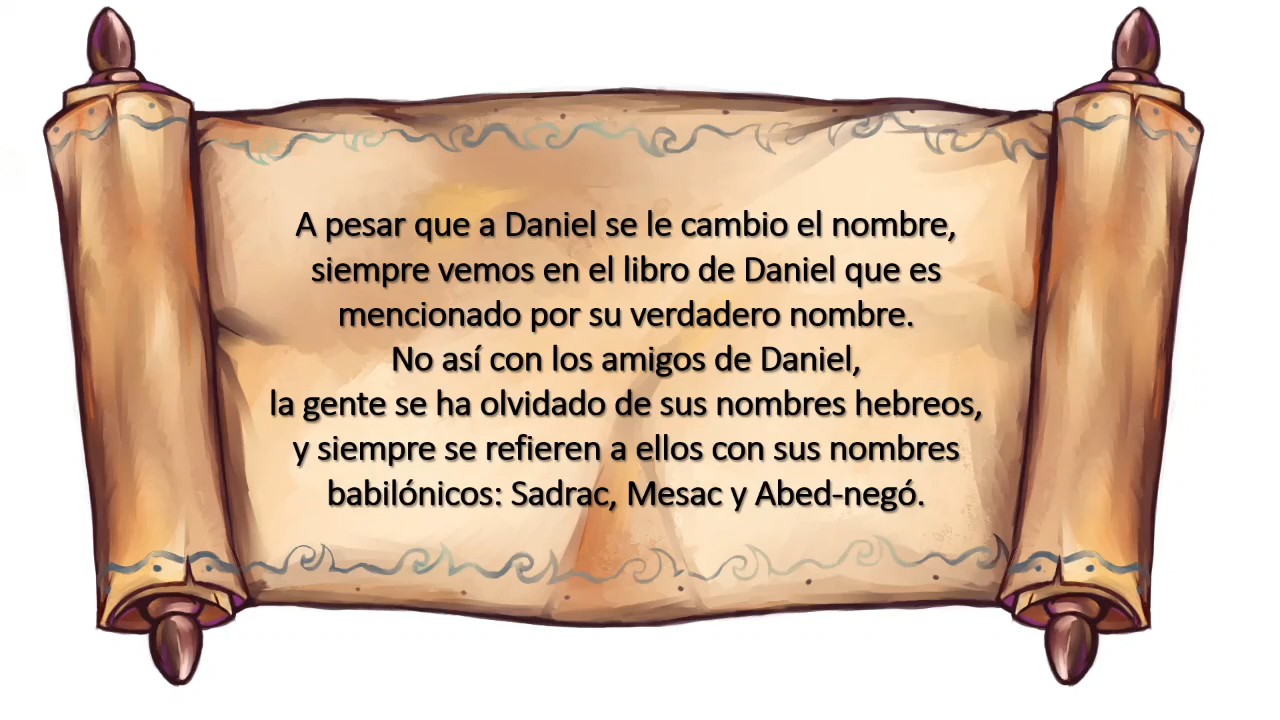 A pesar que a Daniel se le cambio el nombre,
siempre vemos en el libro de Daniel que es
mencionado por su verdadero nombre.
No así con los amigos de Daniel,
la gente se ha olvidado de sus nombres hebreos,
y siempre se refieren a ellos con sus nombres
babilónicos: Sadrac, Mesac y Abed-negó.